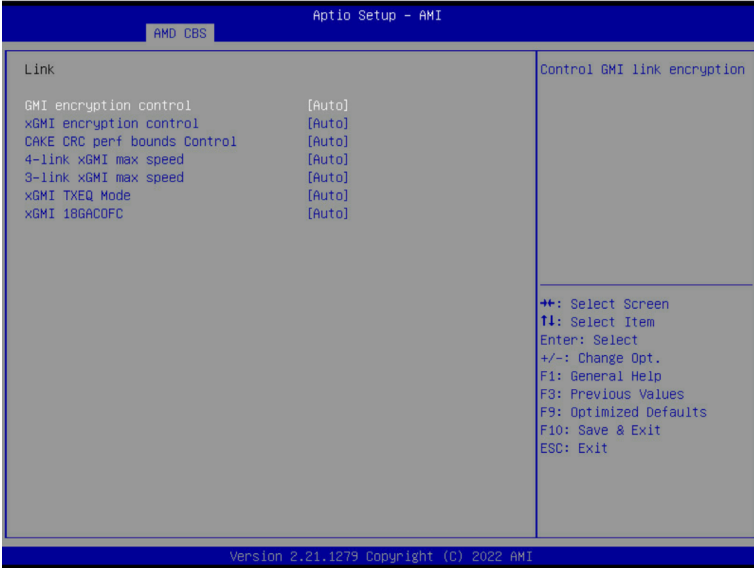 Aptio Setup – AMI
AMD CBS
Link
GMI encryption control [Auto]
xGMI encryption control [Auto]
CAKE CRC perf bounds Control [Auto]
4-link xGMI max speed [Auto]
3-link xGMI max speed [Auto]
xGMI TXEQ Mode [Auto]
xGMI 18GACOFC [Auto]
Control GMI link encryption
→←: Select Screen
↑↓: Select Item
Enter: Select
+/-: Change Opt.
F1: General Help
F3: Previous Values
F9: Optimized Defaults
F10: Save & Exit
ESC: Exit
Version 2.21.1279 Copyright (C) 2022 AMI